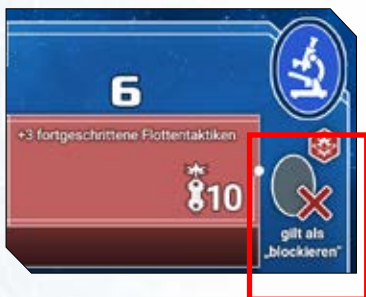 6
+3 fortgeschrittene Flottentaktiken
10
gilt als
„blockieren“